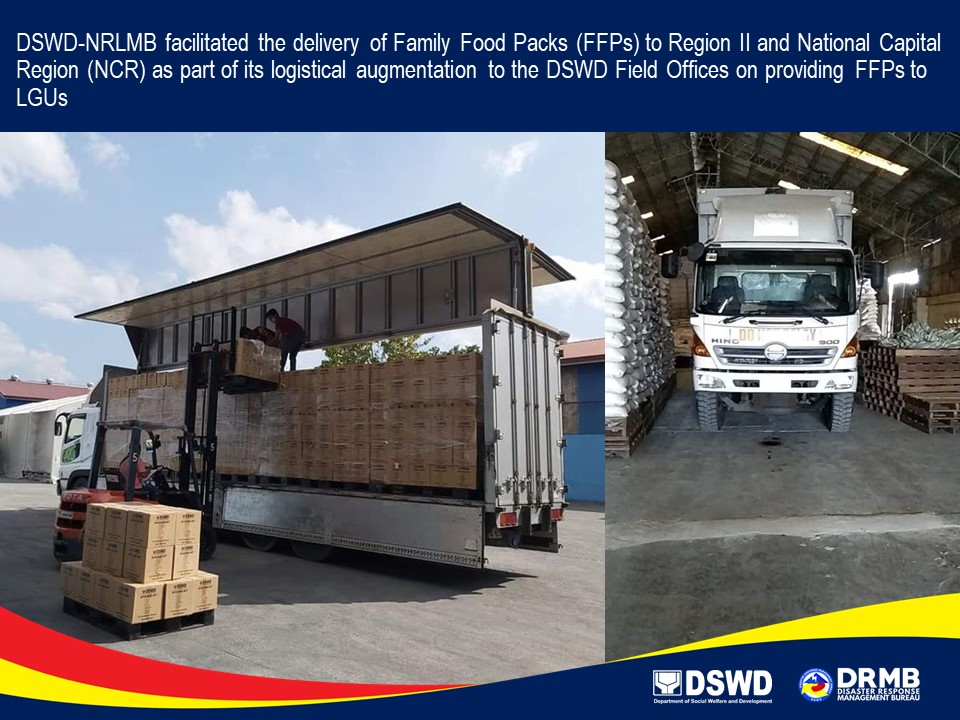 DSWD-NRLMB facilitated the delivery of Family Food Packs (FFPs) to Region II and National Capital
Region (NCR) as part of its logistical augmentation to the DSWD Field Offices on providing FFPs to
LGUs
HINO
500
DSWD
Department of Social Welfare and Development
DRMB
DISASTER RESPONSE
MANAGEMENT BUREAU